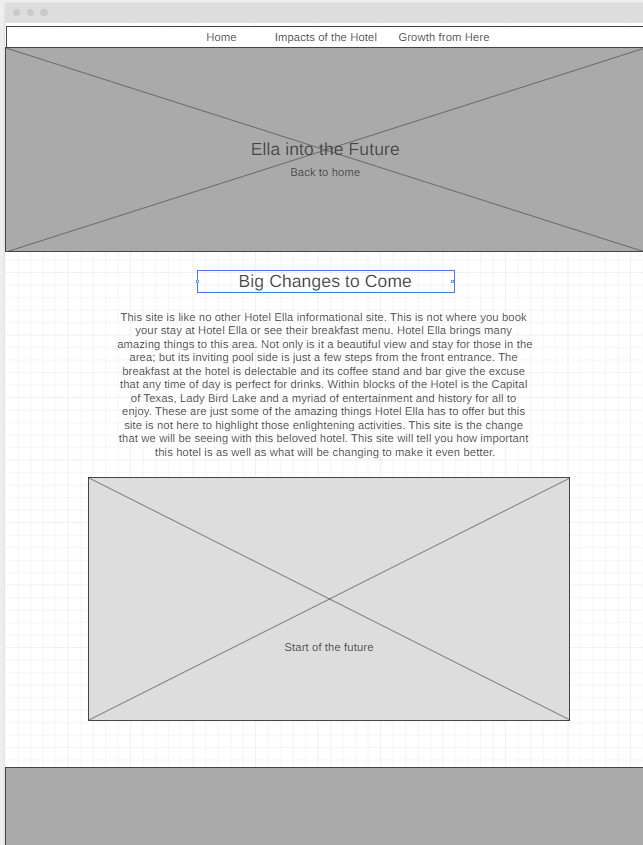 Home Impacts of the Hotel Growth from Here
Ella into the Future
Back to home
Big Changes to Come
This site is like no other Hotel Ella informational site. This is not where you book
your stay at Hotel Ella or see their breakfast menu. Hotel Ella brings many
amazing things to this area. Not only is it a beautiful view and stay for those in the
area; but its inviting pool side is just a few steps from the front entrance. The
breakfast at the hotel is delectable and its coffee stand and bar give the excuse
that any time of day is perfect for drinks. Within blocks of the Hotel is the Capital
of Texas, Lady Bird Lake and a myriad of entertainment and history for all to
enjoy. These are just some of the amazing things Hotel Ella has to offer but this
site is not here to highlight those enlightening activities. This site is the change
that we will be seeing with this beloved hotel. This site will tell you how important
this hotel is as well as what will be changing to make it even better.
Start of the future